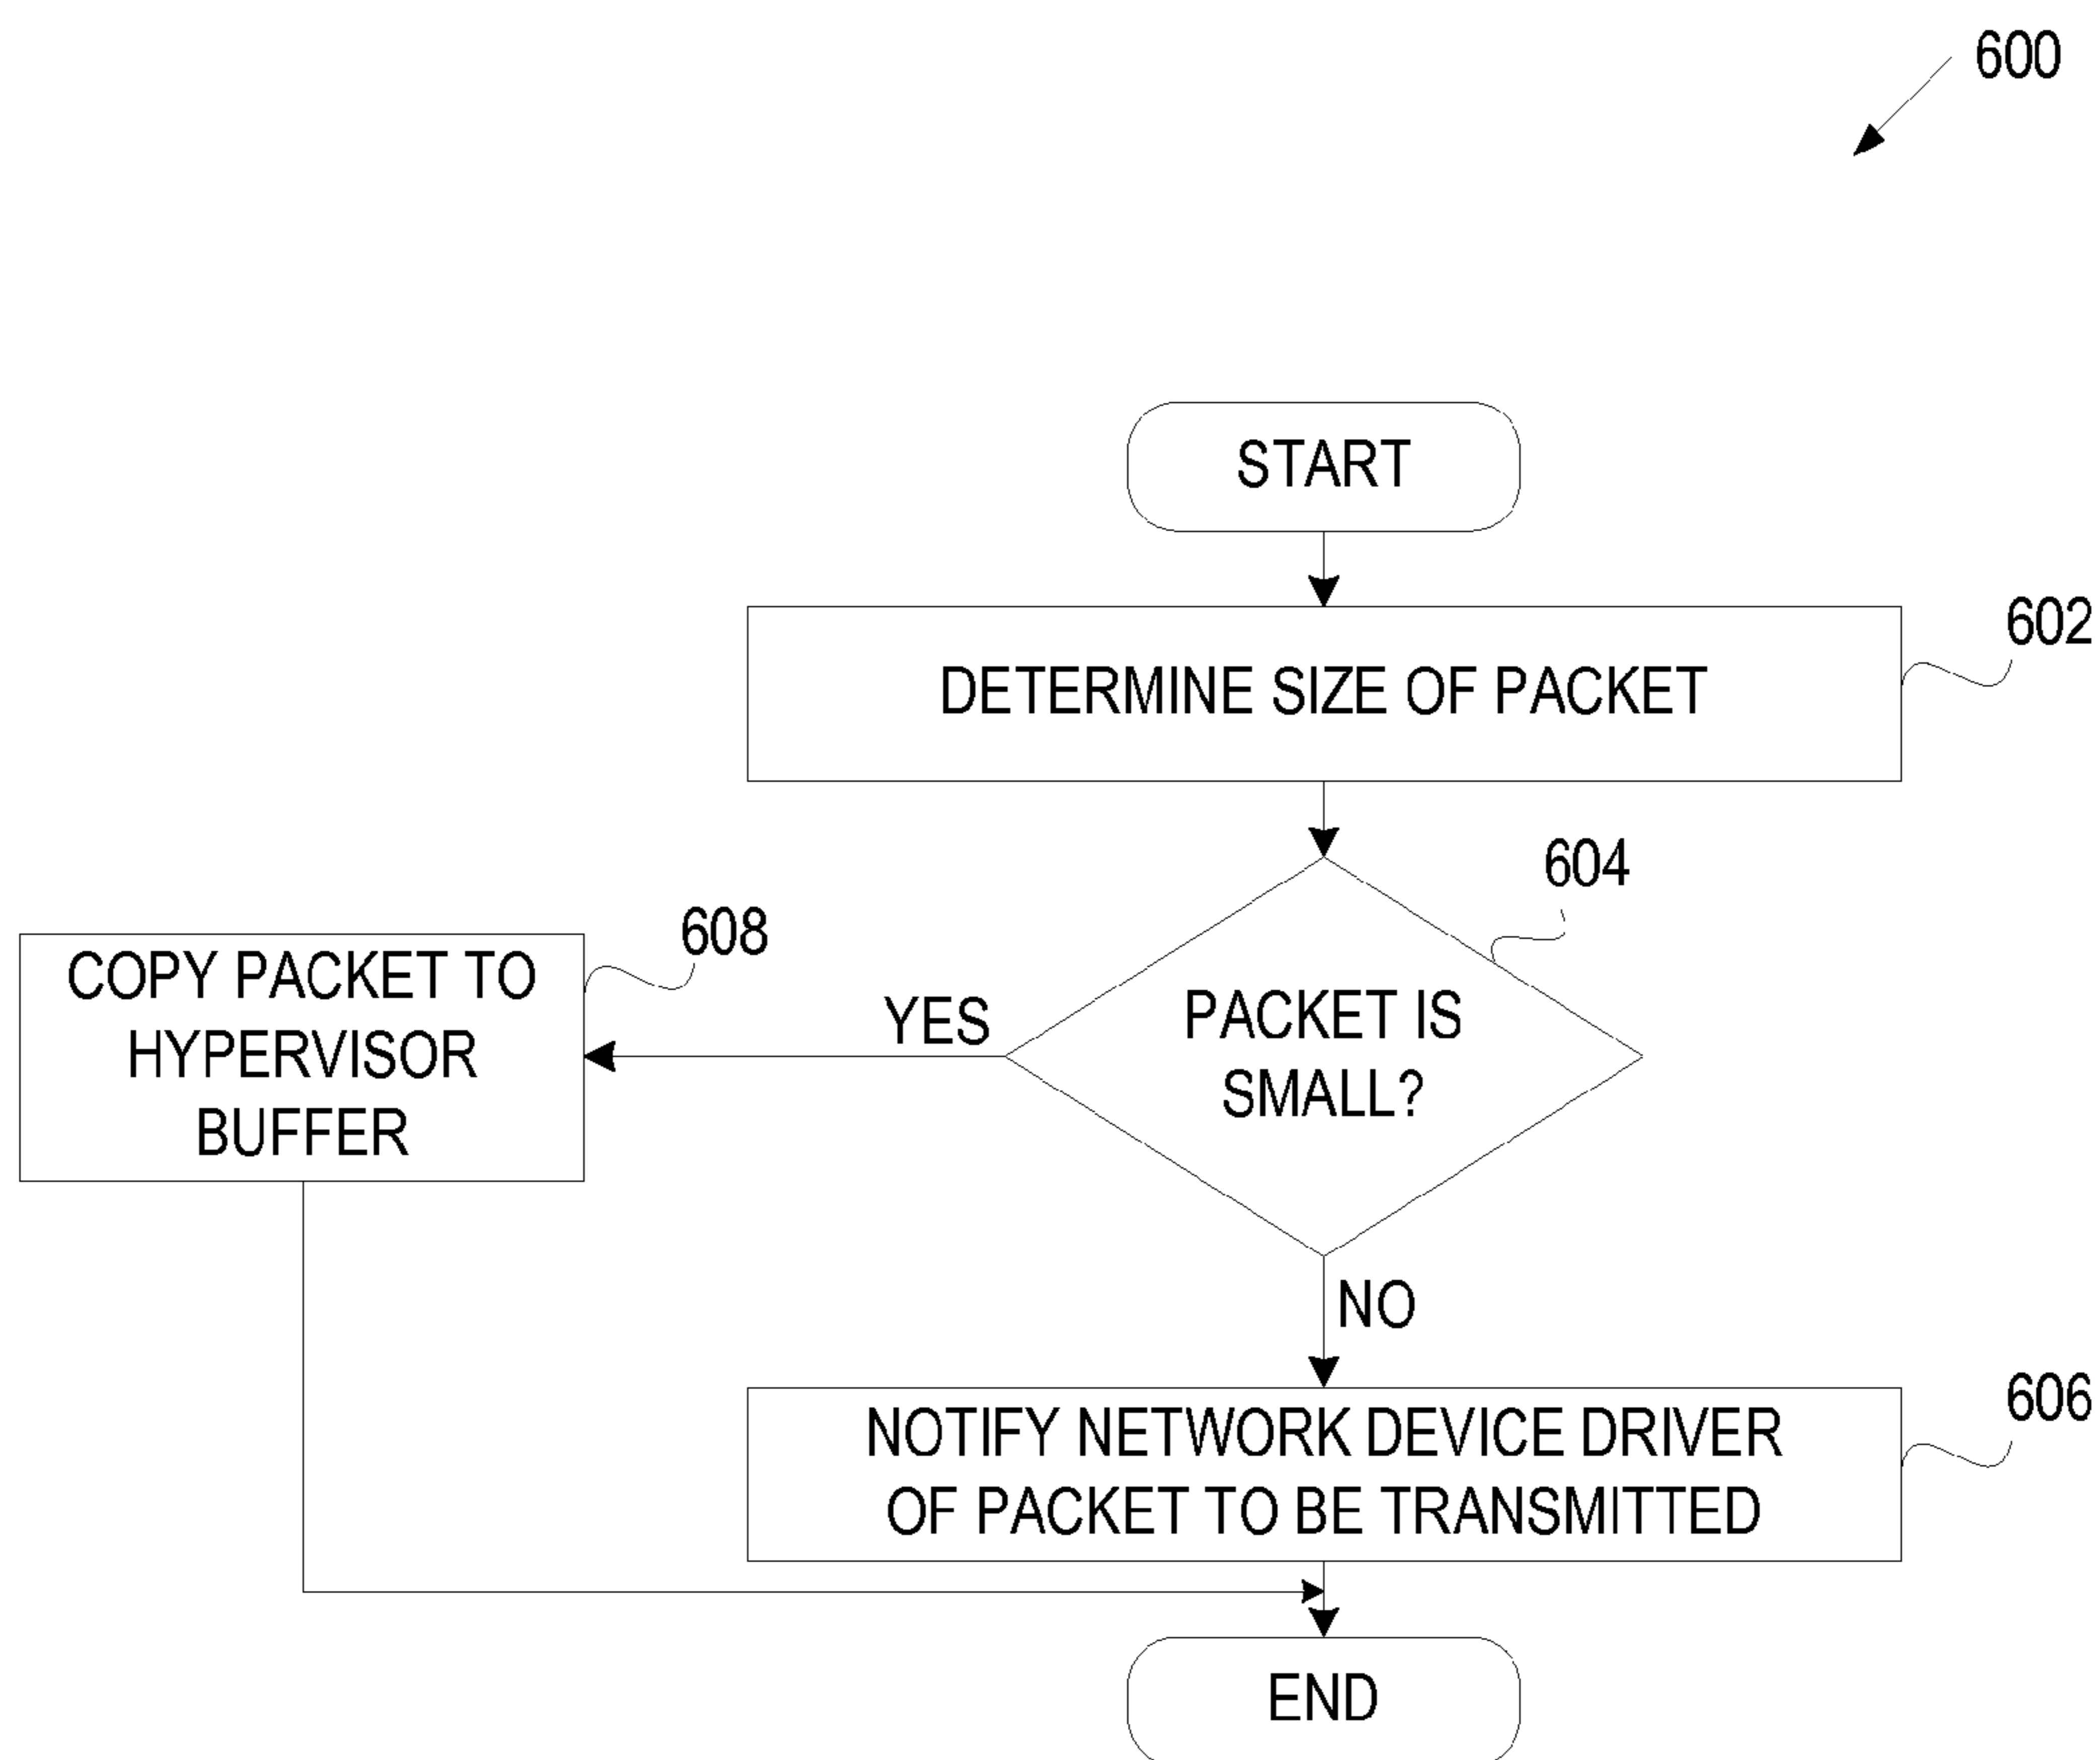 600
START
602
DETERMINE SIZE OF PACKET
604
608
COPY PACKET TO
HYPERVISOR
BUFFER
YES
PACKET IS
SMALL?
NO
606
NOTIFY NETWORK DEVICE DRIVER
OF PACKET TO BE TRANSMITTED
END